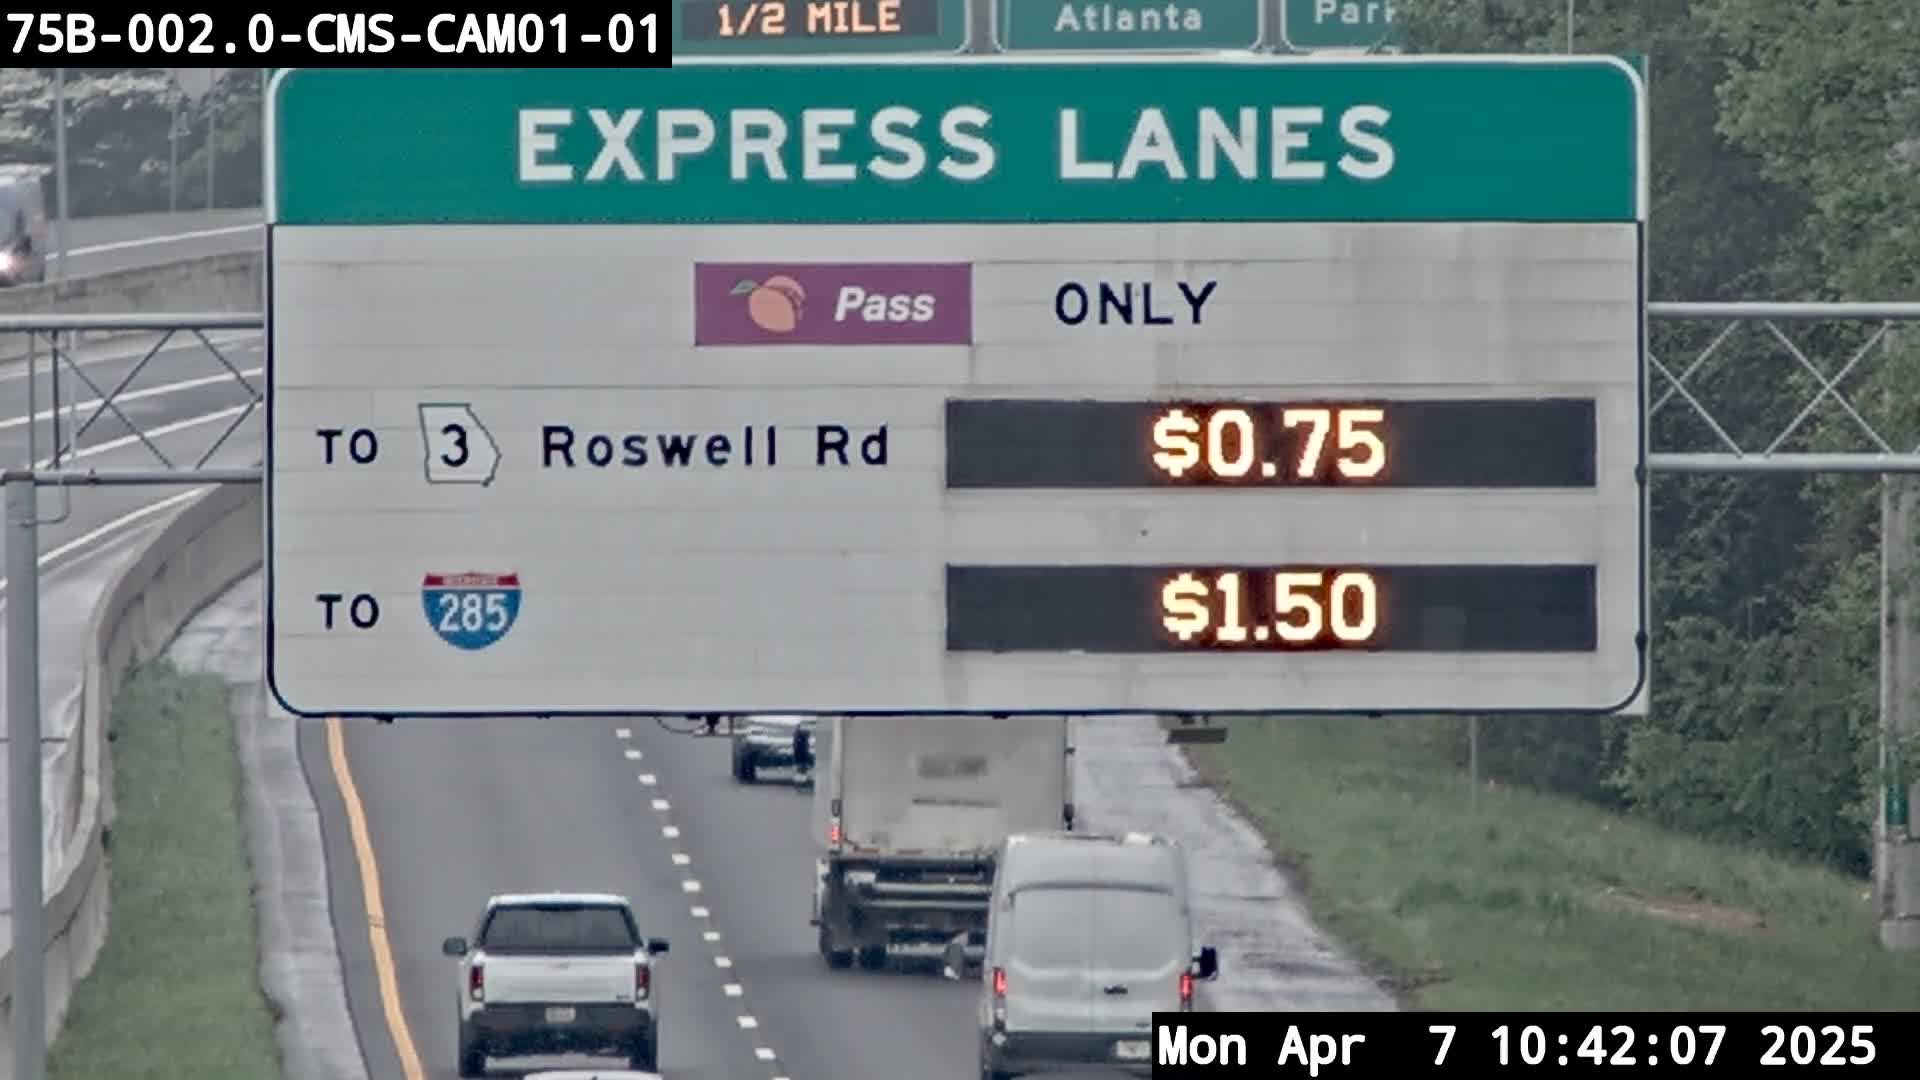 75B-002.0-CMS-CAM01-01
1/2 MILE
Atlanta
EXPRESS LANES
Pass ONLY
TO 3 Roswell Rd $0.75
TO 285 $1.50
Mon Apr 7 10:42:07 2025